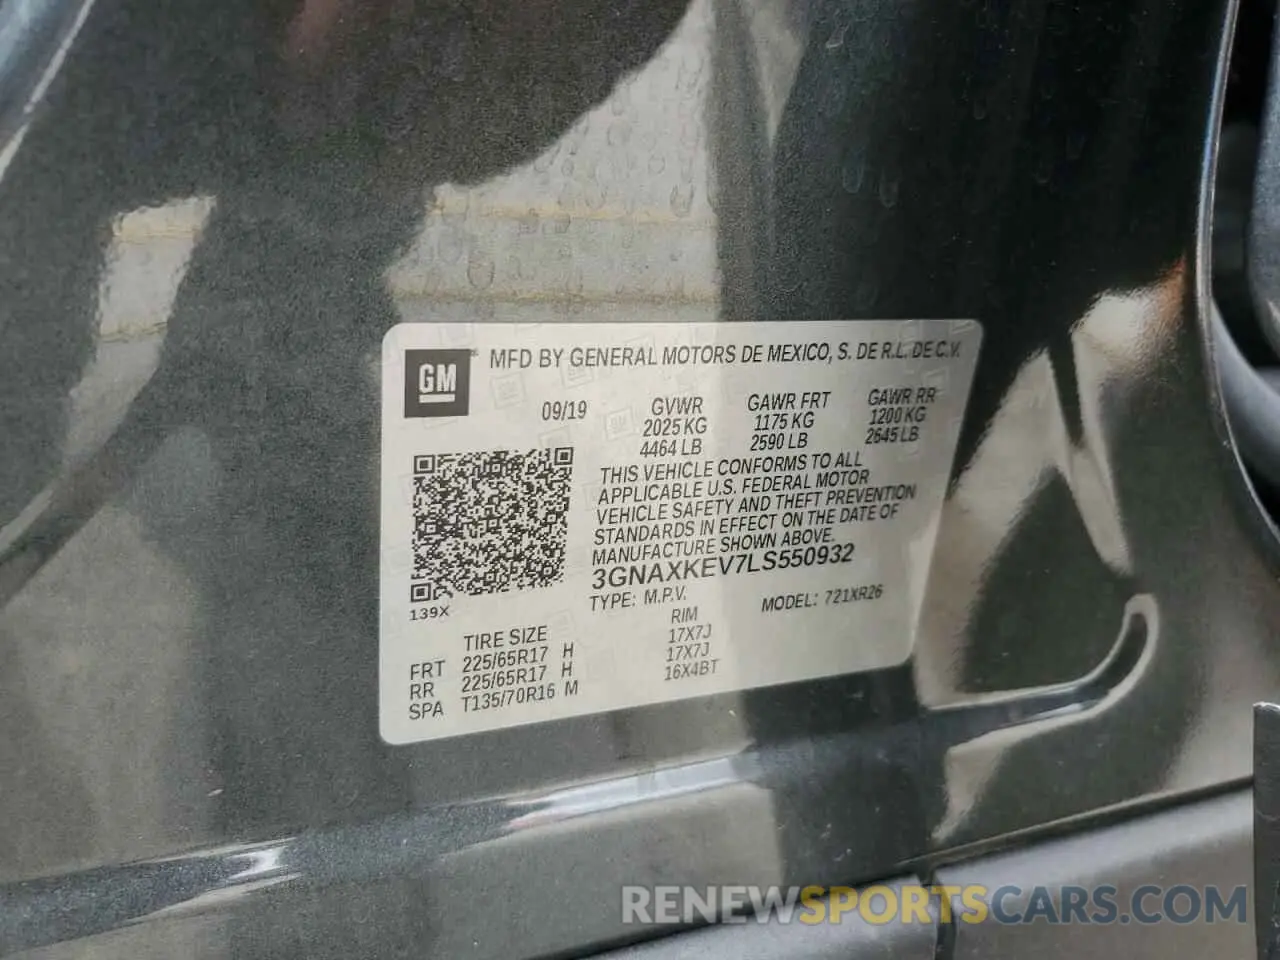 GM
MFD BY GENERAL MOTORS DE MEXICO, S. DE R.L. DE C.V.
09/19 GVWR GAWR FRT GAWR RR
2025 KG 1175 KG 1200 KG
4464 LB 2590 LB 2645 LB
THIS VEHICLE CONFORMS TO ALL
APPLICABLE U.S. FEDERAL MOTOR
VEHICLE SAFETY AND THEFT PREVENTION
STANDARDS IN EFFECT ON THE DATE OF
MANUFACTURE SHOWN ABOVE.
3GNAXKEV7LS550932
TYPE: M.P.V. MODEL: 721XR26
139X
TIRE SIZE RIM
FRT 225/65R17 H 17X7J
RR 225/65R17 H 17X7J
SPA T135/70R16 M 16X4BT
RENEWSPORTSCARS.COM